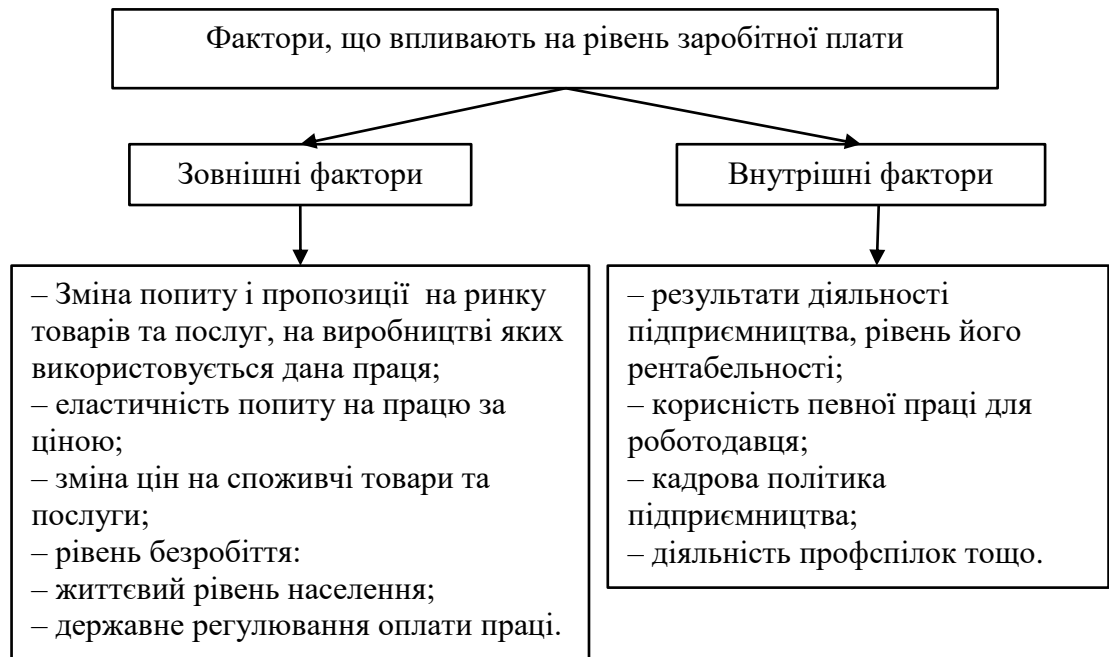 Фактори, що впливають на рівень заробітної плати
Зовнішні фактори
Внутрішні фактори
– Зміна попиту і пропозиції на ринку
товарів та послуг, на виробництві яких
використовується дана праця;
– еластичність попиту на працю за
ціною;
– зміна цін на споживчі товари та
послуги;
– рівень безробіття:
– життєвий рівень населення;
– державне регулювання оплати праці.
– результати діяльності
підприємництва, рівень його
рентабельності;
– корисність певної праці для
роботодавця;
– кадрова політика
підприємництва;
– діяльність профспілок тощо.